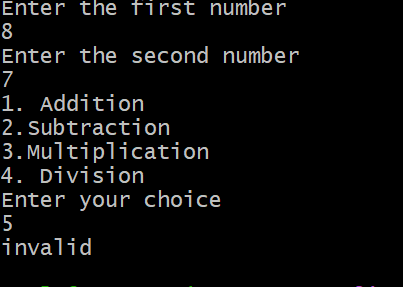 Enter the first number
8
Enter the second number
7
1. Addition
2.Subtraction
3.Multiplication
4. Division
Enter your choice
5
invalid